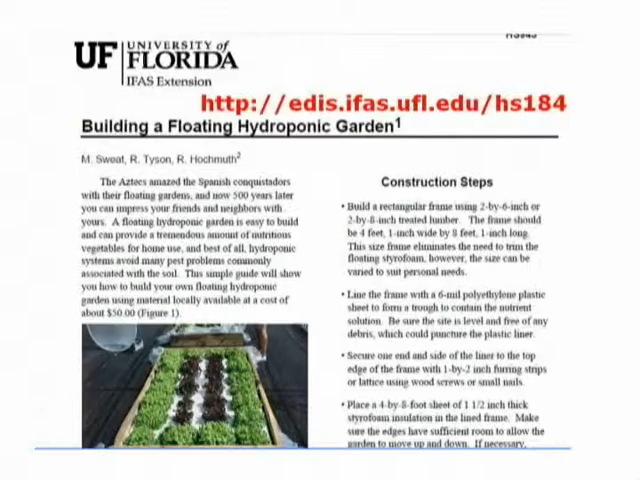 UF UNIVERSITY of
FLORIDA
IFAS Extension
http://edis.ifas.ufl.edu/hs184
Building a Floating Hydroponic Garden1
M. Sweat, R. Tyson, R. Hochmuth2
The Aztecs amazed the Spanish conquistadors
with their floating gardens, and now 500 years later
you can impress your friends and neighbors with
yours. A floating hydroponic garden is easy to build
and can provide a tremendous amount of nutritious
vegetables for home use, and best of all, hydroponic
systems avoid many pest problems commonly
associated with the soil. This simple guide will show
you how to build your own floating hydroponic
garden using material locally available at a cost of
about $50.00 (Figure 1).
Construction Steps
• Build a rectangular frame using 2-by-6-inch or
2-by-8-inch treated lumber. The frame should
be 4 feet, 1-inch wide by 8 feet, 1-inch long.
This size frame eliminates the need to trim the
floating styrofoam, however, the size can be
varied to suit personal needs.
• Line the frame with a 6-mil polyethylene plastic
sheet to form a trough to contain the nutrient
solution. Be sure the site is level and free of any
debris, which could puncture the plastic liner.
• Secure one end and side of the liner to the top
edge of the frame with 1-by-2 inch furring strips
or lattice using wood screws or small nails.
• Place a 4-by-8-foot sheet of 1 1/2 inch thick
styrofoam insulation in the lined frame. Make
sure the edges have sufficient room to allow the
garden to move up and down. If necessary,